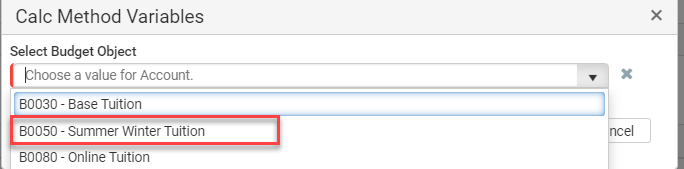 Calc Method Variables
Select Budget Object
Choose a value for Account.
B0030 - Base Tuition
B0050 - Summer Winter Tuition
ncel
B0080 - Online Tuition